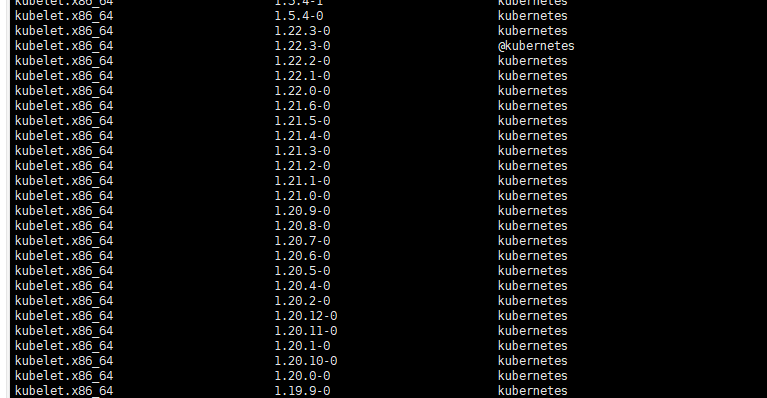 kubelet.x86_64 1.5.4-1 kubernetes
kubelet.x86_64 1.5.4-0 kubernetes
kubelet.x86_64 1.22.3-0 kubernetes
kubelet.x86_64 1.22.3-0 @kubernetes
kubelet.x86_64 1.22.2-0 kubernetes
kubelet.x86_64 1.22.1-0 kubernetes
kubelet.x86_64 1.22.0-0 kubernetes
kubelet.x86_64 1.21.6-0 kubernetes
kubelet.x86_64 1.21.5-0 kubernetes
kubelet.x86_64 1.21.4-0 kubernetes
kubelet.x86_64 1.21.3-0 kubernetes
kubelet.x86_64 1.21.2-0 kubernetes
kubelet.x86_64 1.21.1-0 kubernetes
kubelet.x86_64 1.21.0-0 kubernetes
kubelet.x86_64 1.20.9-0 kubernetes
kubelet.x86_64 1.20.8-0 kubernetes
kubelet.x86_64 1.20.7-0 kubernetes
kubelet.x86_64 1.20.6-0 kubernetes
kubelet.x86_64 1.20.5-0 kubernetes
kubelet.x86_64 1.20.4-0 kubernetes
kubelet.x86_64 1.20.2-0 kubernetes
kubelet.x86_64 1.20.12-0 kubernetes
kubelet.x86_64 1.20.11-0 kubernetes
kubelet.x86_64 1.20.1-0 kubernetes
kubelet.x86_64 1.20.10-0 kubernetes
kubelet.x86_64 1.20.0-0 kubernetes
kubelet.x86_64 1.19.9-0 kubernetes